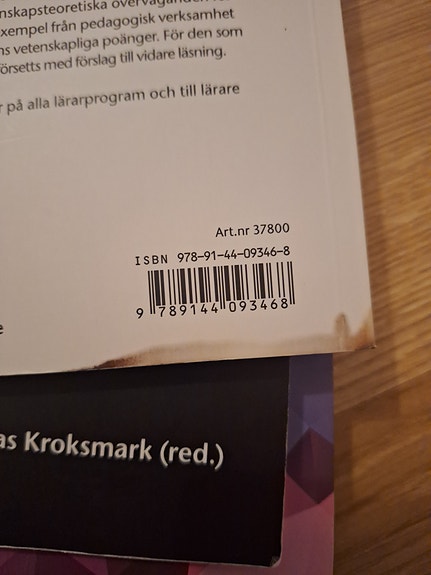 nskapsteoretiska överväganden
exempel från pedagogisk verksamhet
ns vetenskapliga poänger. För den som
örsetts med förslag till vidare läsning.
r på alla lärarprogram och till lärare
Art.nr 37800
ISBN 978-91-44-09346-8
9 789144 093468
e
as Kroksmark (red.)